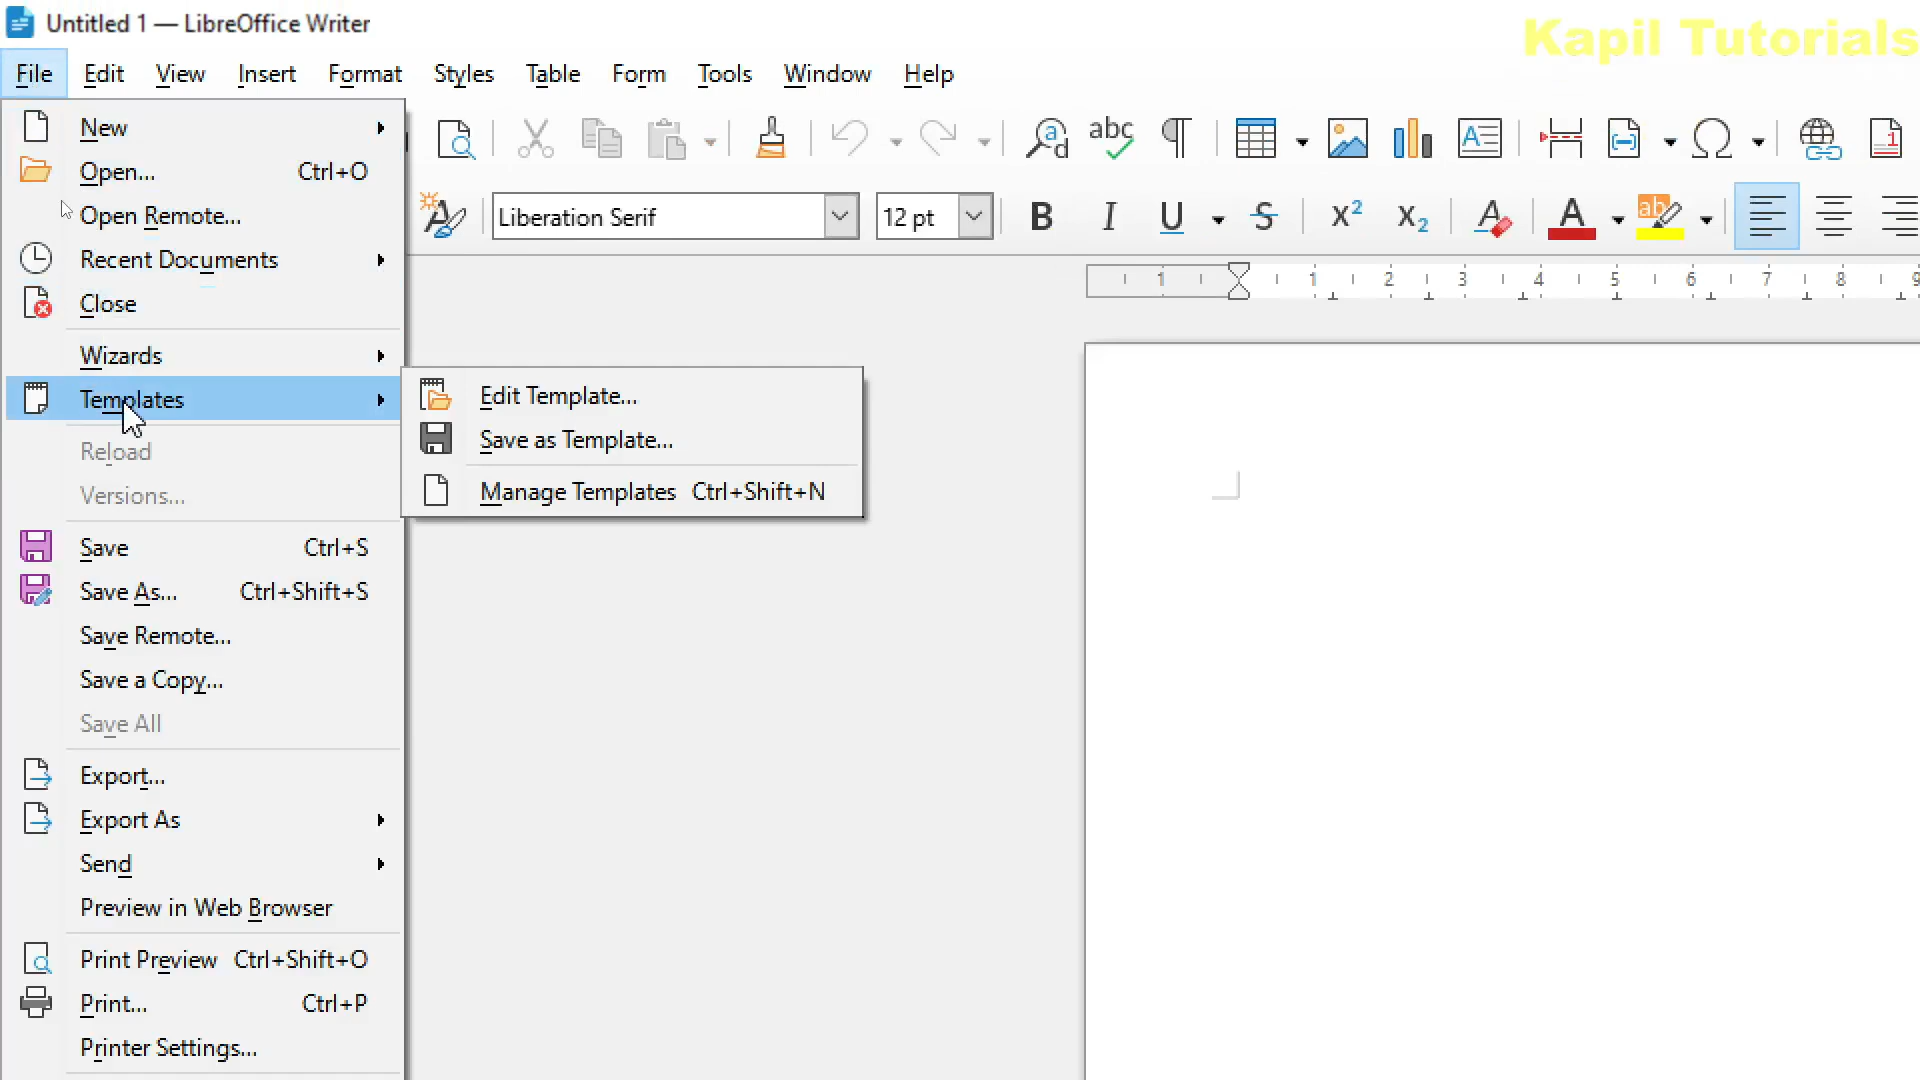 Untitled 1 — LibreOffice Writer
Kapil Tutorials
File Edit View Insert Format Styles Table Form Tools Window Help
New
Open... Ctrl+O
Open Remote...
Recent Documents
Close
Wizards
Templates
Reload
Versions...
Save Ctrl+S
Save As... Ctrl+Shift+S
Save Remote...
Save a Copy...
Save All
Export...
Export As
Send
Preview in Web Browser
Print Preview Ctrl+Shift+O
Print... Ctrl+P
Printer Settings...
Edit Template...
Save as Template...
Manage Templates Ctrl+Shift+N
abc
Liberation Serif
12 pt
B I U S X2 X2 A A ab
1 1 2 3 4 5 6 7 8 9